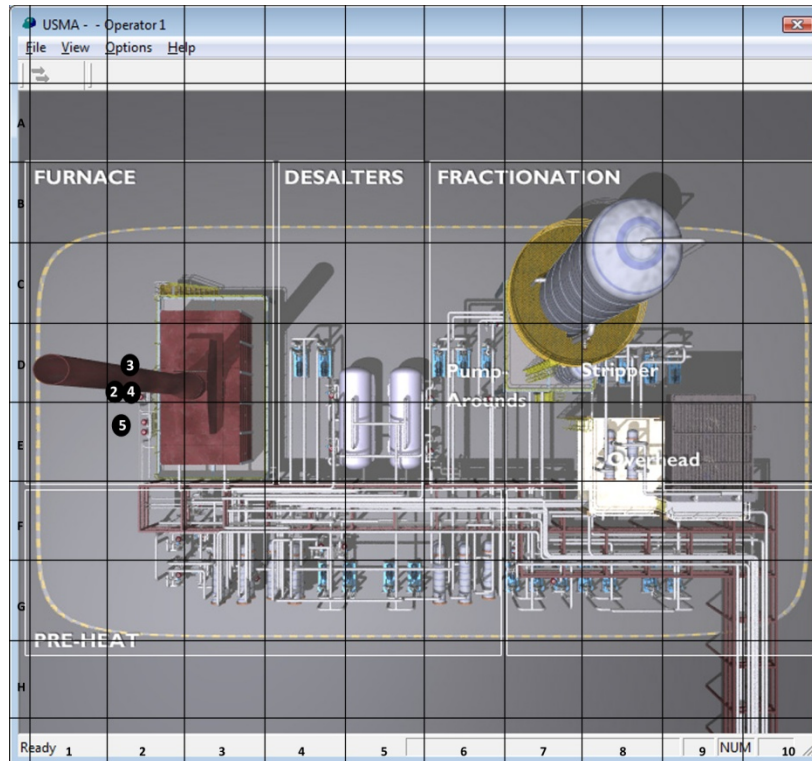 USMA - - Operator 1
File View Options Help
A
FURNACE DESALTERS FRACTIONATION
B
C
D
3
2 4
Pump-
Arounds
Stripper
5
E
Overhead
F
G
PRE-HEAT
H
Ready 1 2 3 4 5 6 7 8 9 NUM 10